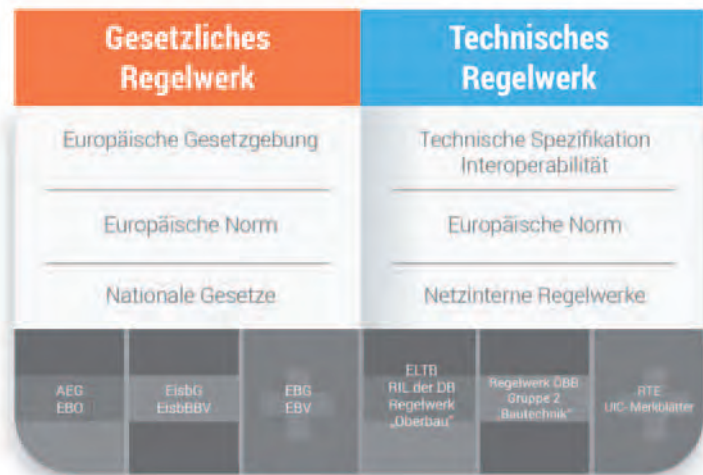 Gesetzliches
Regelwerk
Technisches
Regelwerk
Europäische Gesetzgebung
Technische Spezifikation
Interoperabilität
Europäische Norm
Europäische Norm
Nationale Gesetze
Netzinterne Regelwerke
AEG
EBO
EisbG
EisbBBV
EBG
EBV
ELTB
RIL der DB
Regelwerk
„Oberbau“
Regelwerk ÖBB
Gruppe 2
„Bautechnik“
RTE
UIC-Merkblätter